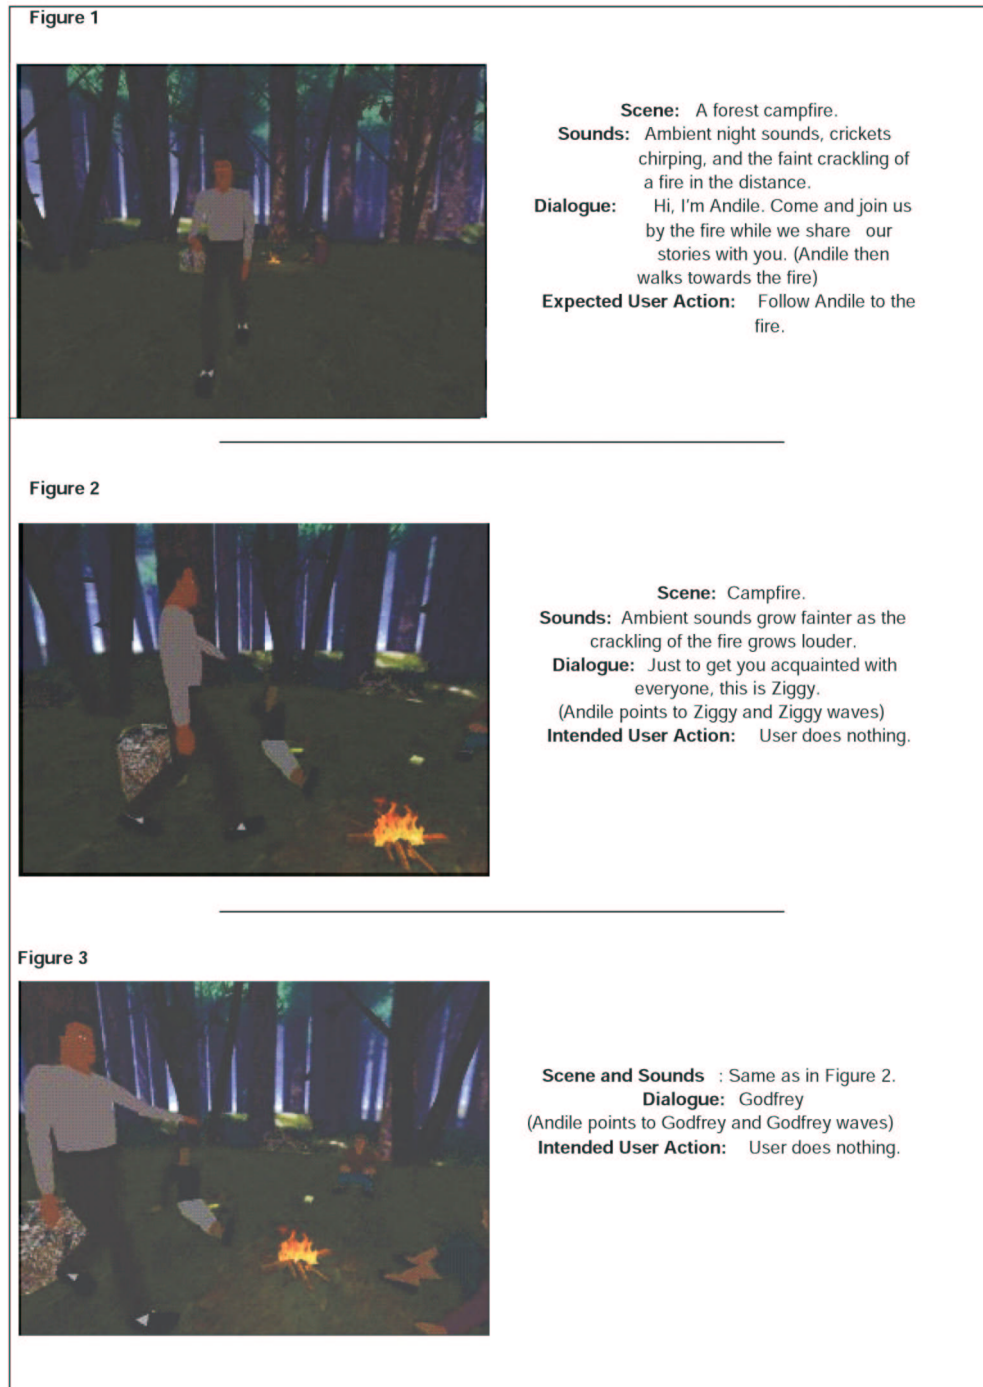 Figure 1
Scene: A forest campfire.
Sounds: Ambient night sounds, crickets
chirping, and the faint crackling of
a fire in the distance.
Dialogue: Hi, I'm Andile. Come and join us
by the fire while we share our
stories with you. (Andile then
walks towards the fire)
Expected User Action: Follow Andile to the
fire.
Figure 2
Scene: Campfire.
Sounds: Ambient sounds grow fainter as the
crackling of the fire grows louder.
Dialogue: Just to get you acquainted with
everyone, this is Ziggy.
(Andile points to Ziggy and Ziggy waves)
Intended User Action: User does nothing.
Figure 3
Scene and Sounds : Same as in Figure 2.
Dialogue: Godfrey
(Andile points to Godfrey and Godfrey waves)
Intended User Action: User does nothing.